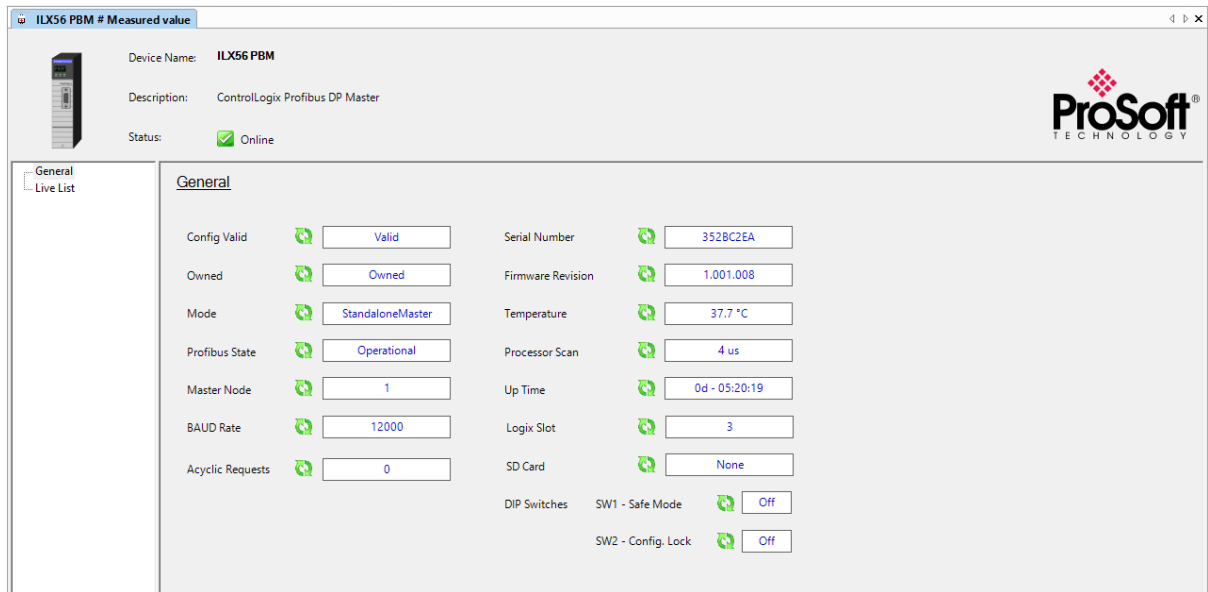 ILX56 PBM # Measured value
Device Name: ILX56 PBM
Description: ControlLogix Profibus DP Master
Status: Online
ProSoft®
TECHNOLOGY
General
Live List
General
Config Valid Valid
Owned Owned
Mode StandaloneMaster
Profibus State Operational
Master Node 1
BAUD Rate 12000
Acyclic Requests 0
Serial Number 352BC2EA
Firmware Revision 1.001.008
Temperature 37.7 °C
Processor Scan 4 us
Up Time 0d - 05:20:19
Logix Slot 3
SD Card None
DIP Switches SW1 - Safe Mode Off
SW2 - Config. Lock Off